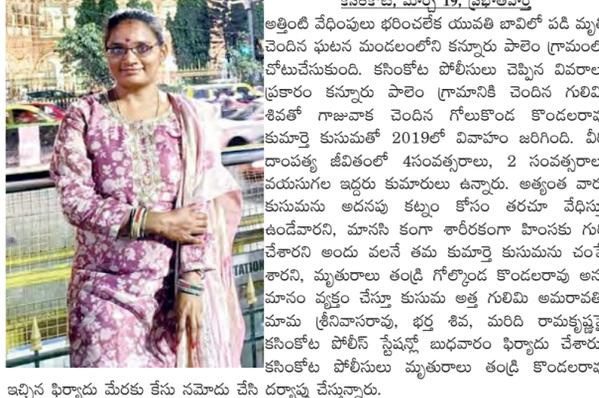 కసింకోట, మార్చి 19, ప్రభాతవార్త
అత్తింటి వేధింపులు భరించలేక యువతి బావిలో పడి మృతి
చెందిన ఘటన మండలంలోని కన్నూరు పాలెం గ్రామంలో
చోటుచేసుకుంది. కసింకోట పోలీసులు చెప్పిన వివరాల
ప్రకారం కన్నూరు పాలెం గ్రామానికి చెందిన గులివి
శివతో గాజువాక చెందిన గోలుకొండ కొండలరావు
కుమార్తె కుసుమతో 2019లో వివాహం జరిగింది. వీరి
దాంపత్య జీవితంలో 4సంవత్సరాలు, 2 సంవత్సరాల
వయసుగల ఇద్దరు కుమారులు ఉన్నారు. అత్యంత వారు
కుసుమను అదనపు కట్నం కోసం తరచూ వేధిస్తూ
ఉండేవారని, మానసి కంగా శారీరకంగా హింసకు గురి
చేశారని అందు వలనే తమ కుమార్తె కుసుమను చంపే
శారని, మృతురాలు తండ్రి గోల్కొండ కొండలరావు అను
మానం వ్యక్తం చేస్తూ కుసుమ అత్త గులిమి అమరావతి,
మామ శ్రీనివాసరావు, భర్త శివ, మరిది రామకృష్ణపై
కసింకోట పోలీస్ స్టేషన్లో బుధవారం ఫిర్యాదు చేశారు.
కసింకోట పోలీసులు మృతురాలు తండ్రి కొండలరావు
ఇచ్చిన ఫిర్యాదు మేరకు కేసు నమోదు చేసి దర్యాప్తు చేస్తున్నారు.